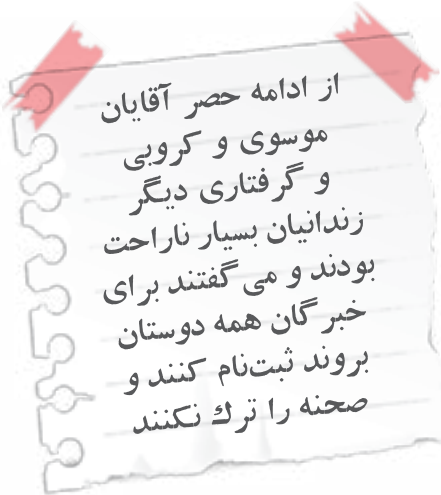 از ادامه حصر آقایان
موسوی و کروبی
و گرفتاری دیگر
زندانیان بسیار ناراحت
بودند و می گفتند برای
خبرگان همه دوستان
بروند ثبت‌نام کنند و
صحنه را ترك نکنند